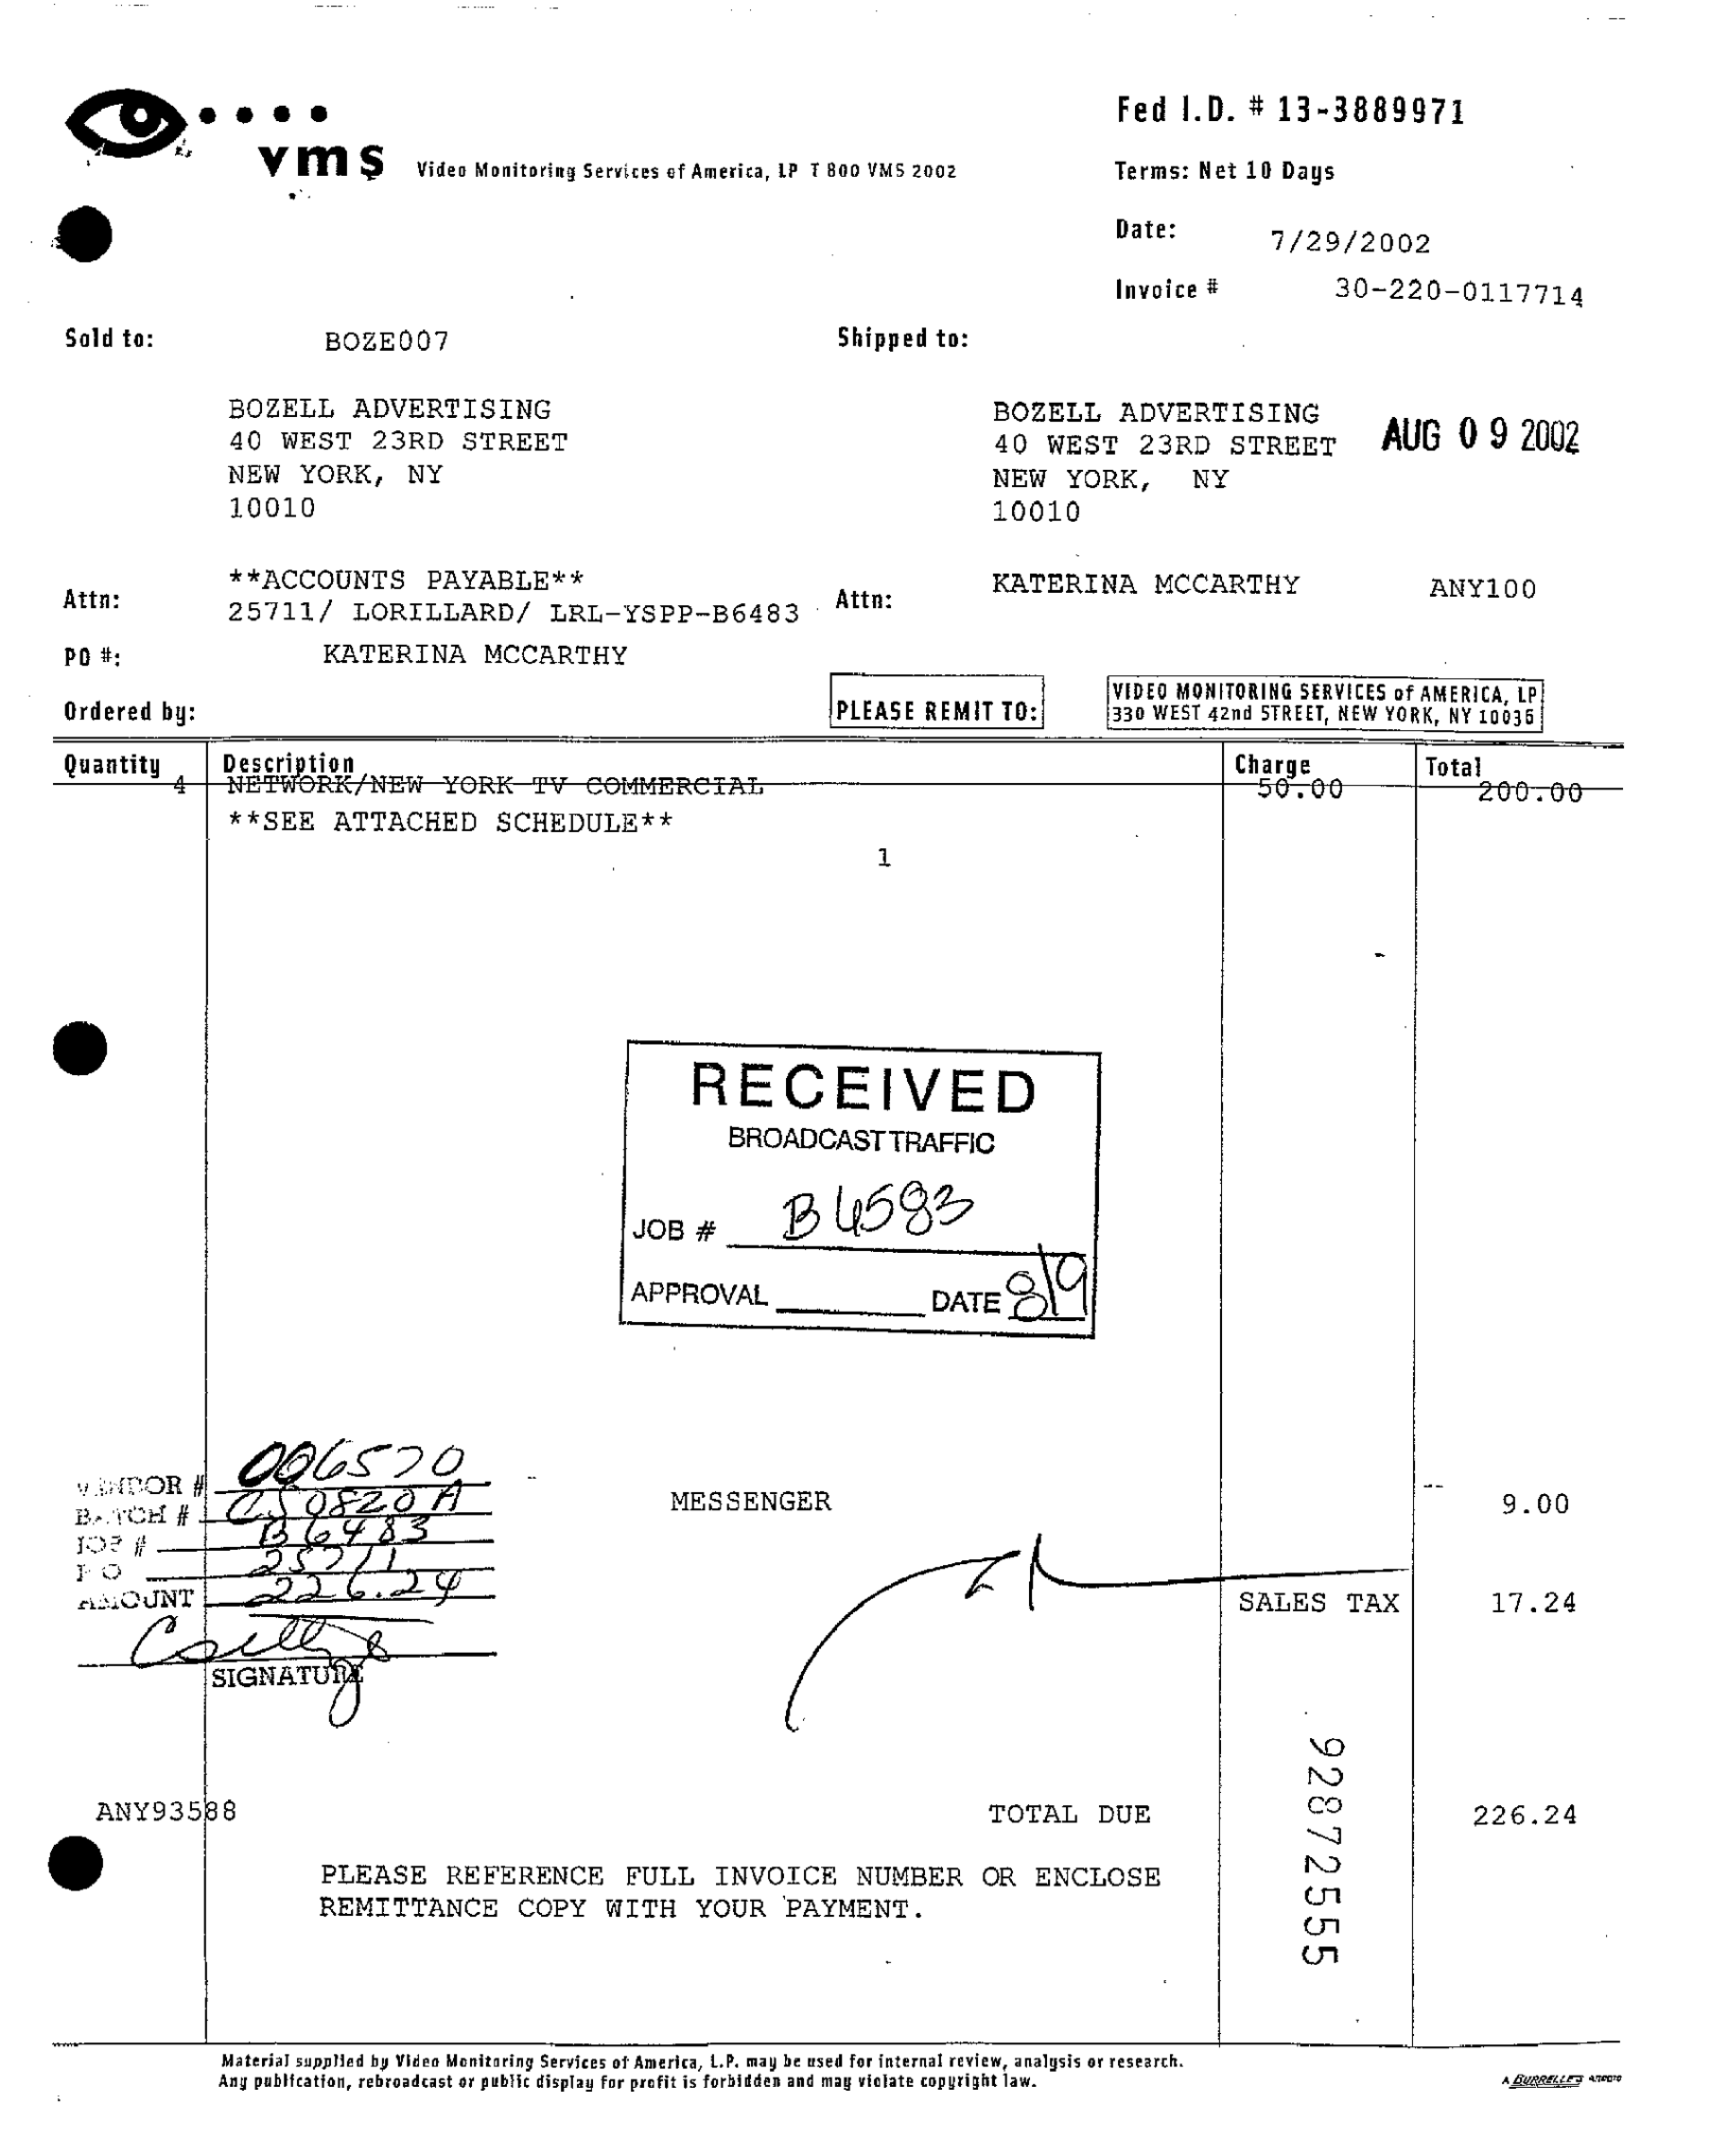 vms Video Monitoring Services of America, LP T 800 VMS 2002
Fed I.D. # 13-3889971
Terms: Net 10 Days
Date: 7/29/2002
Invoice # 30-220-0117714
Sold to: BOZE007
Shipped to:
BOZELL ADVERTISING
40 WEST 23RD STREET
NEW YORK, NY
10010
BOZELL ADVERTISING
40 WEST 23RD STREET
NEW YORK, NY
10010
AUG 09 2002
Attn: **ACCOUNTS PAYABLE**
25711/ LORILLARD/ LRL-YSPP-B6483
Attn: KATERINA MCCARTHY ANY100
PO #: KATERINA MCCARTHY
Ordered by:
PLEASE REMIT TO:
VIDEO MONITORING SERVICES of AMERICA, LP
330 WEST 42nd STREET, NEW YORK, NY 10036
Quantity Description Charge Total
4 NETWORK/NEW YORK TV COMMERCIAL 50.00 200.00
**SEE ATTACHED SCHEDULE**
1
RECEIVED
BROADCAST TRAFFIC
JOB # B4583
APPROVAL DATE 8/9
VENDOR # 006570
BATCH # CS0820A
JOB # B6483
PO 25711
AMOUNT 226.24
SIGNATURE
MESSENGER 9.00
SALES TAX 17.24
92872555
ANY93588 TOTAL DUE 226.24
PLEASE REFERENCE FULL INVOICE NUMBER OR ENCLOSE
REMITTANCE COPY WITH YOUR PAYMENT.
Material supplied by Video Monitoring Services of America, L.P. may be used for internal review, analysis or research.
Any publication, rebroadcast or public display for profit is forbidden and may violate copyright law.
A BURRELLE'S